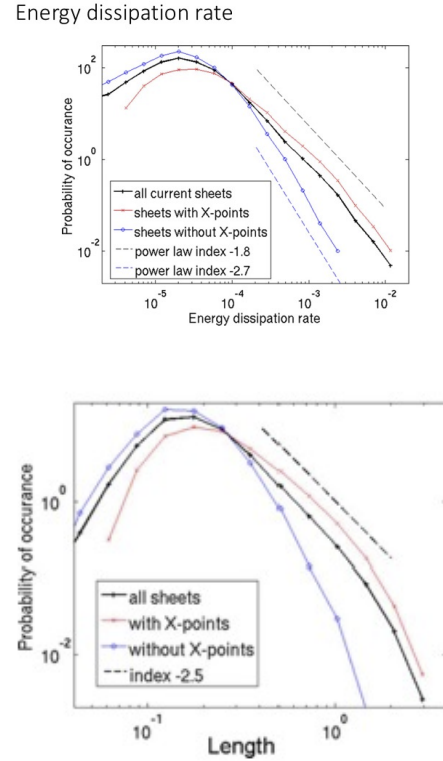 Energy dissipation rate
Probability of occurance
10^2
10^0
10^-2
all current sheets
sheets with X-points
sheets without X-points
power law index -1.8
power law index -2.7
10^-5
10^-4
10^-3
10^-2
Energy dissipation rate
Probability of occurance
10^0
10^-2
all sheets
with X-points
without X-points
index -2.5
10^-1
10^0
Length